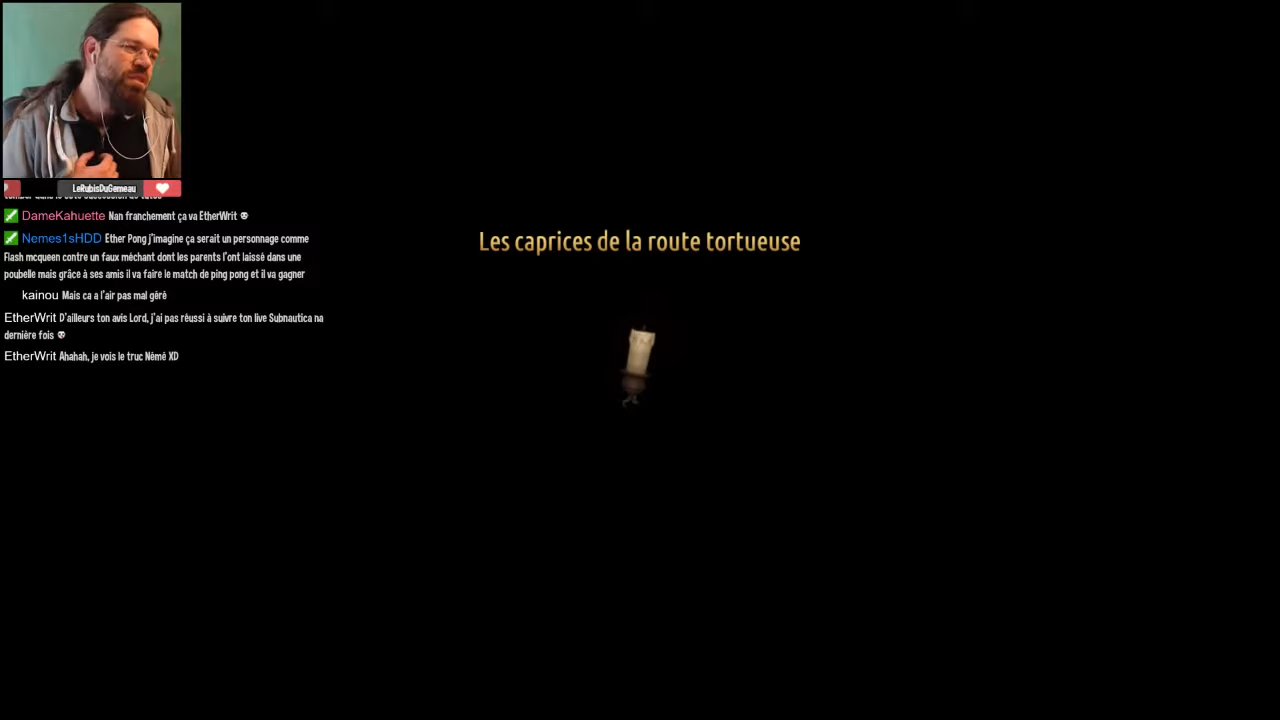 LeRubisDuGemeau
DameKahuette Nan franchement ça va EtherWrit
Nemes1sHDD Ether Pong j'imagine ça serait un personnage comme
Flash mcqueen contre un faux méchant dont les parents l'ont laissé dans une
poubelle mais grâce à ses amis il va faire le match de ping pong et il va gagner
kainou Mais ca a l'air pas mal géré
EtherWrit D'ailleurs ton avis Lord, j'ai pas réussi à suivre ton live Subnautica na
dernière fois
EtherWrit Ahahah, je vois le truc Némé XD
Les caprices de la route tortueuse